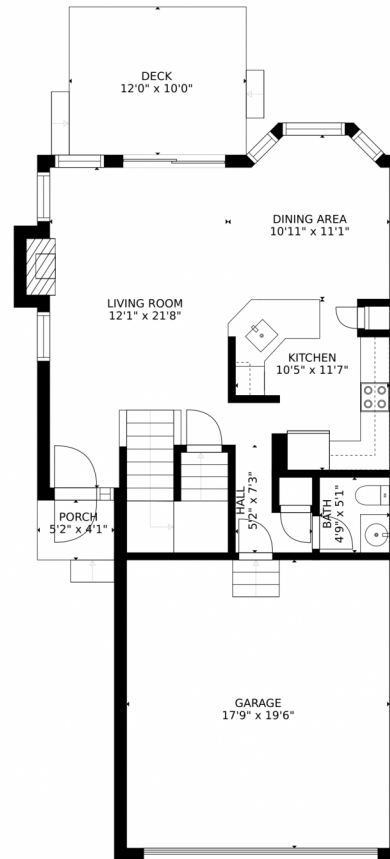 DECK
12'0" x 10'0"
DINING AREA
10'11" x 11'1"
LIVING ROOM
12'1" x 21'8"
KITCHEN
10'5" x 11'7"
HALL
5'2" x 7'3"
PORCH
5'2" x 4'1"
BATH
4'9" x 5'1"
GARAGE
17'9" x 19'6"